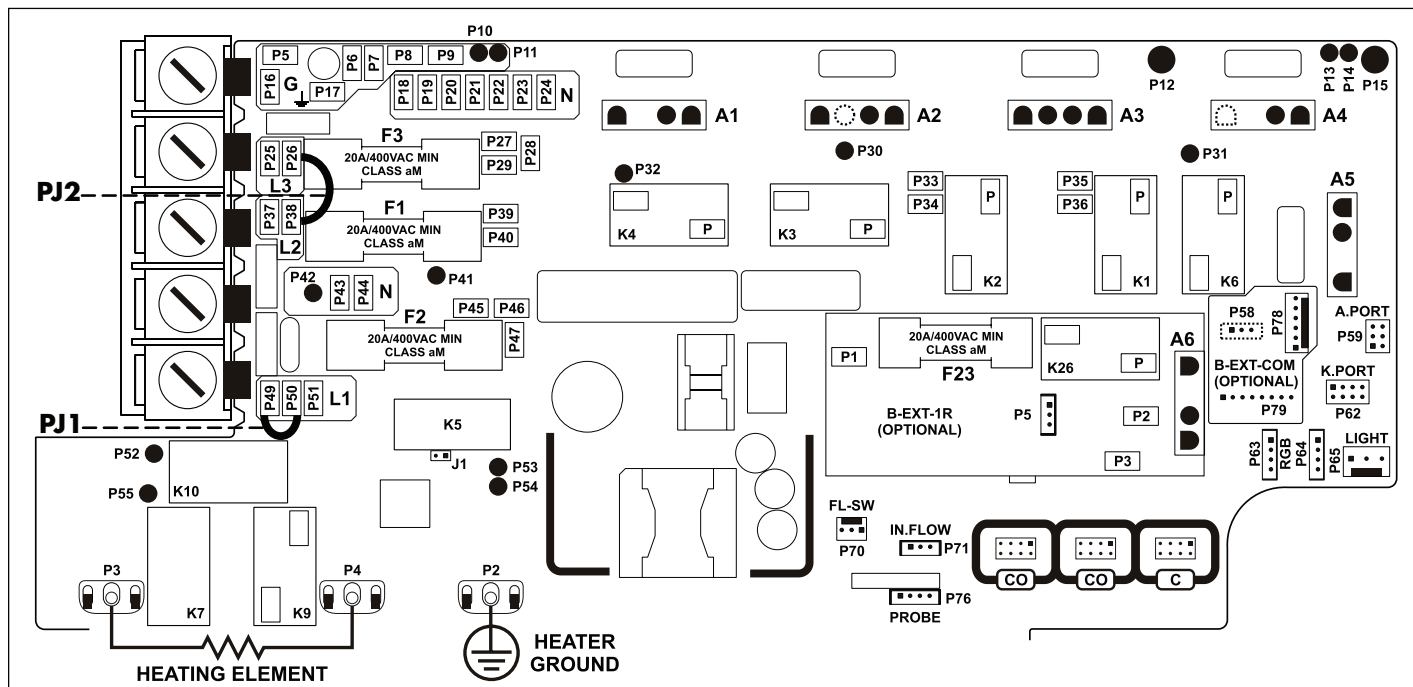 P10
P5
P6
P7
P8
P9
P11
P16
G
P17
P18
P19
P20
P21
P22
P23
P24
N
P12
P13
P14
P15
A1
A2
A3
A4
F3
20A/400VAC MIN
CLASS aM
P25
P26
L3
P27
P29
P28
P32
P30
P31
PJ2
P33
P34
P35
P36
A5
P37
P38
L2
F1
20A/400VAC MIN
CLASS aM
P39
P40
K4
P
K3
P
P
K2
P
K1
P
K6
P42
P43
P44
N
P41
F2
20A/400VAC MIN
CLASS aM
P45
P46
P47
P1
20A/400VAC MIN
CLASS aM
F23
K26
P
A6
P58
P78
A.PORT
P59
B-EXT-COM
(OPTIONAL)
P79
K.PORT
P62
P49
P50
P51
L1
PJ1
K5
J1
B-EXT-1R
(OPTIONAL)
P5
P2
P3
P63
RGB
P64
P65
LIGHT
P52
P55
K10
P53
P54
FL-SW
P70
IN.FLOW
P71
P76
PROBE
CO
CO
C
P3
K7
K9
P4
P2
HEATING ELEMENT
HEATER
GROUND